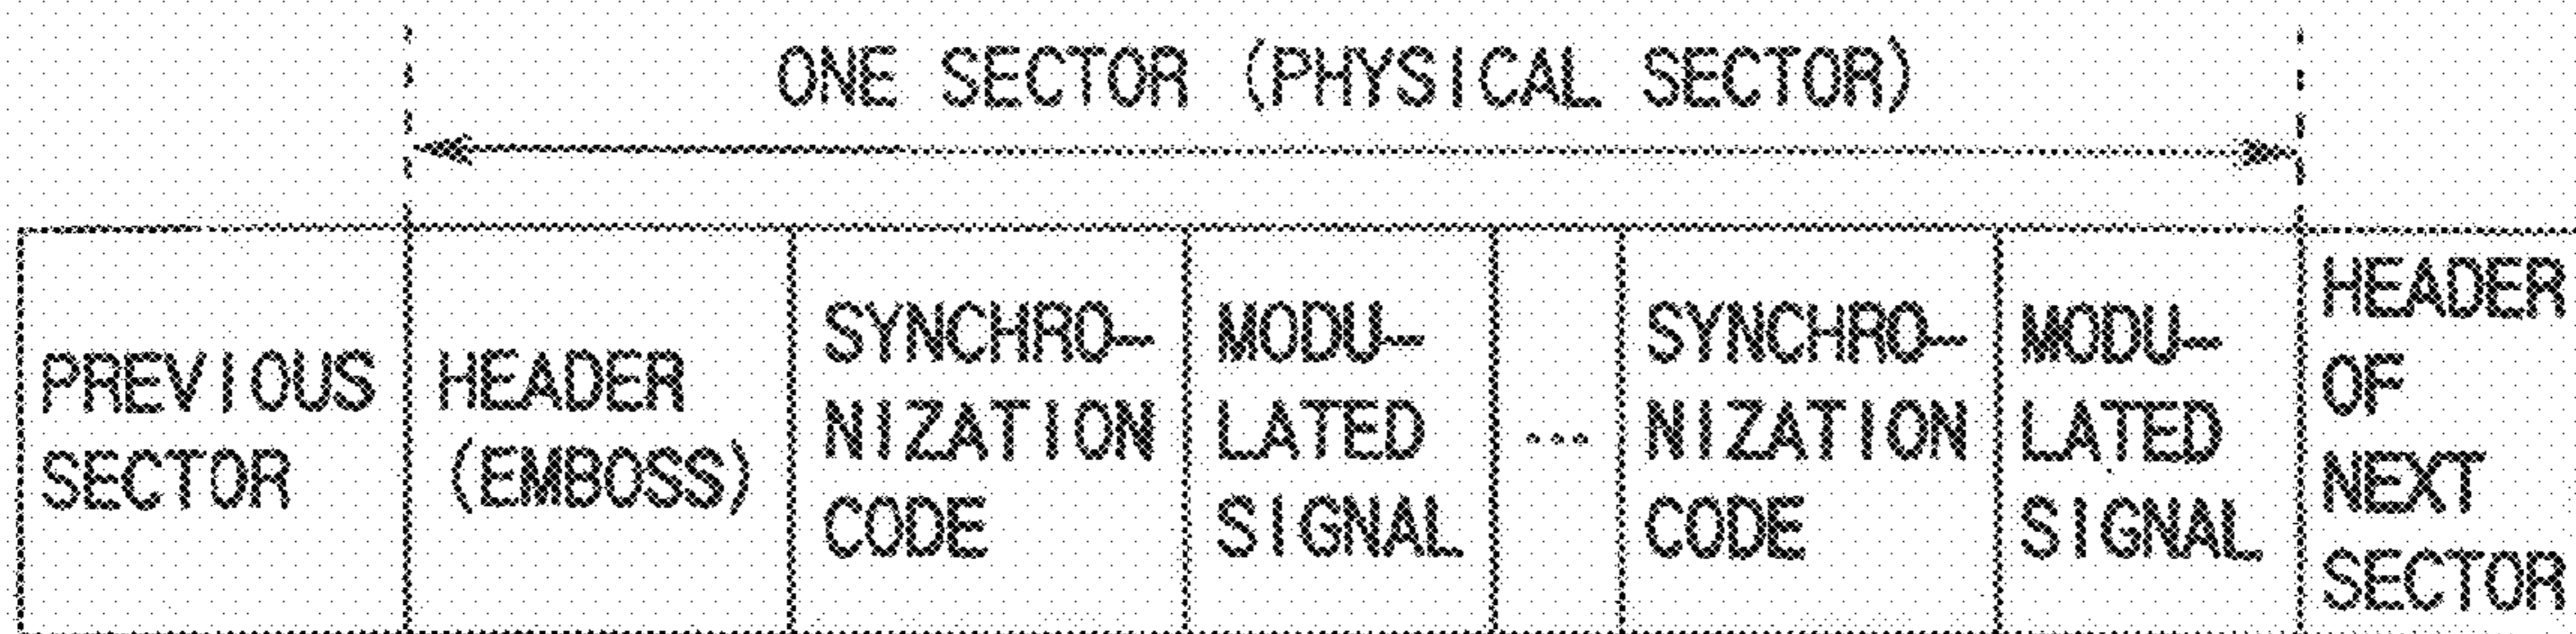 ONE SECTOR (PHYSICAL SECTOR)
PREVIOUS
SECTOR
HEADER
(EMBOSS)
SYNCHRO-
NIZATION
CODE
MODU-
LATED
SIGNAL
...
SYNCHRO-
NIZATION
CODE
MODU-
LATED
SIGNAL
HEADER
OF
NEXT
SECTOR